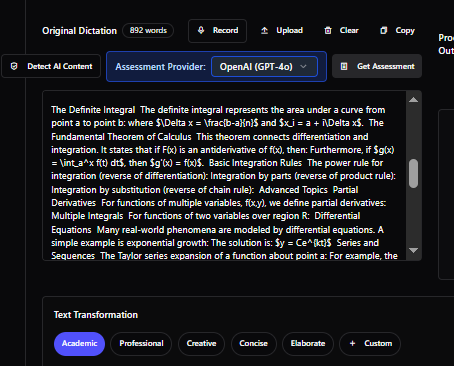 Original Dictation 892 words Record Upload Clear Copy
Pro
Out
Detect AI Content Assessment Provider: OpenAI (GPT-4o) Get Assessment
The Definite Integral The definite integral represents the area under a curve from
point a to point b: where $\Delta x = \frac{b-a}{n}$ and $x_i = a + i\Delta x$. The
Fundamental Theorem of Calculus This theorem connects differentiation and
integration. It states that if F(x) is an antiderivative of f(x), then: Furthermore, if $g(x)
= \int_a^x f(t) dt$, then $g'(x) = f(x)$. Basic Integration Rules The power rule for
integration (reverse of differentiation): Integration by parts (reverse of product rule):
Integration by substitution (reverse of chain rule): Advanced Topics Partial
Derivatives For functions of multiple variables, f(x,y), we define partial derivatives:
Multiple Integrals For functions of two variables over region R: Differential
Equations Many real-world phenomena are modeled by differential equations. A
simple example is exponential growth: The solution is: $y = Ce^{kt}$ Series and
Sequences The Taylor series expansion of a function about point a: For example, the
Text Transformation
Academic Professional Creative Concise Elaborate + Custom